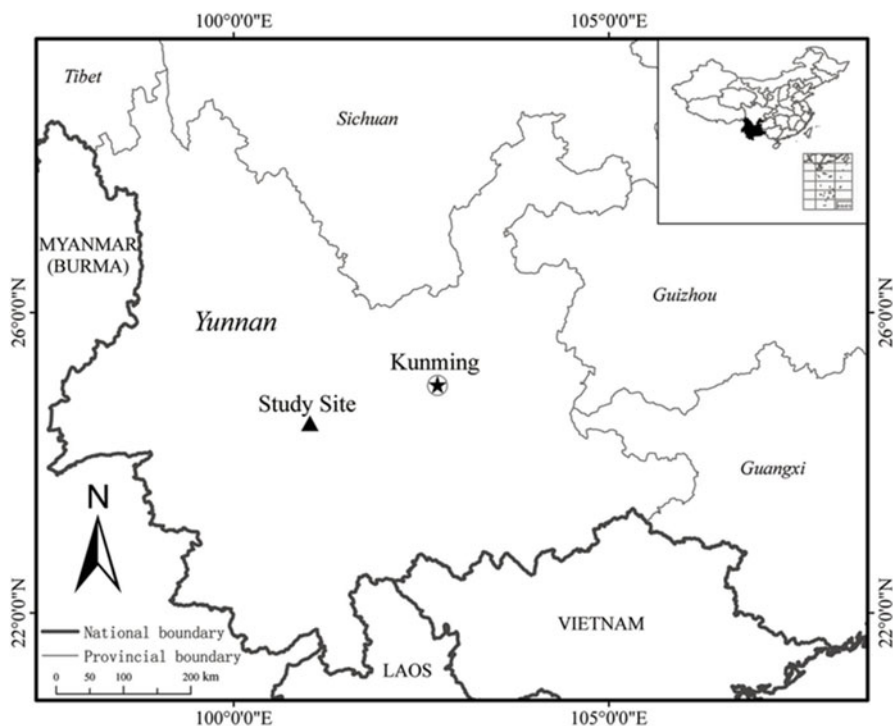 100°0'0"E
105°0'0"E
Tibet
Sichuan
MYANMAR
(BURMA)
26°0'0"N
Yunnan
Guizhou
26°0'0"N
Kunming
Study Site
Guangxi
N
22°0'0"N
National boundary
Provincial boundary
0 50 100 200 km
VIETNAM
LAOS
22°0'0"N
100°0'0"E
105°0'0"E